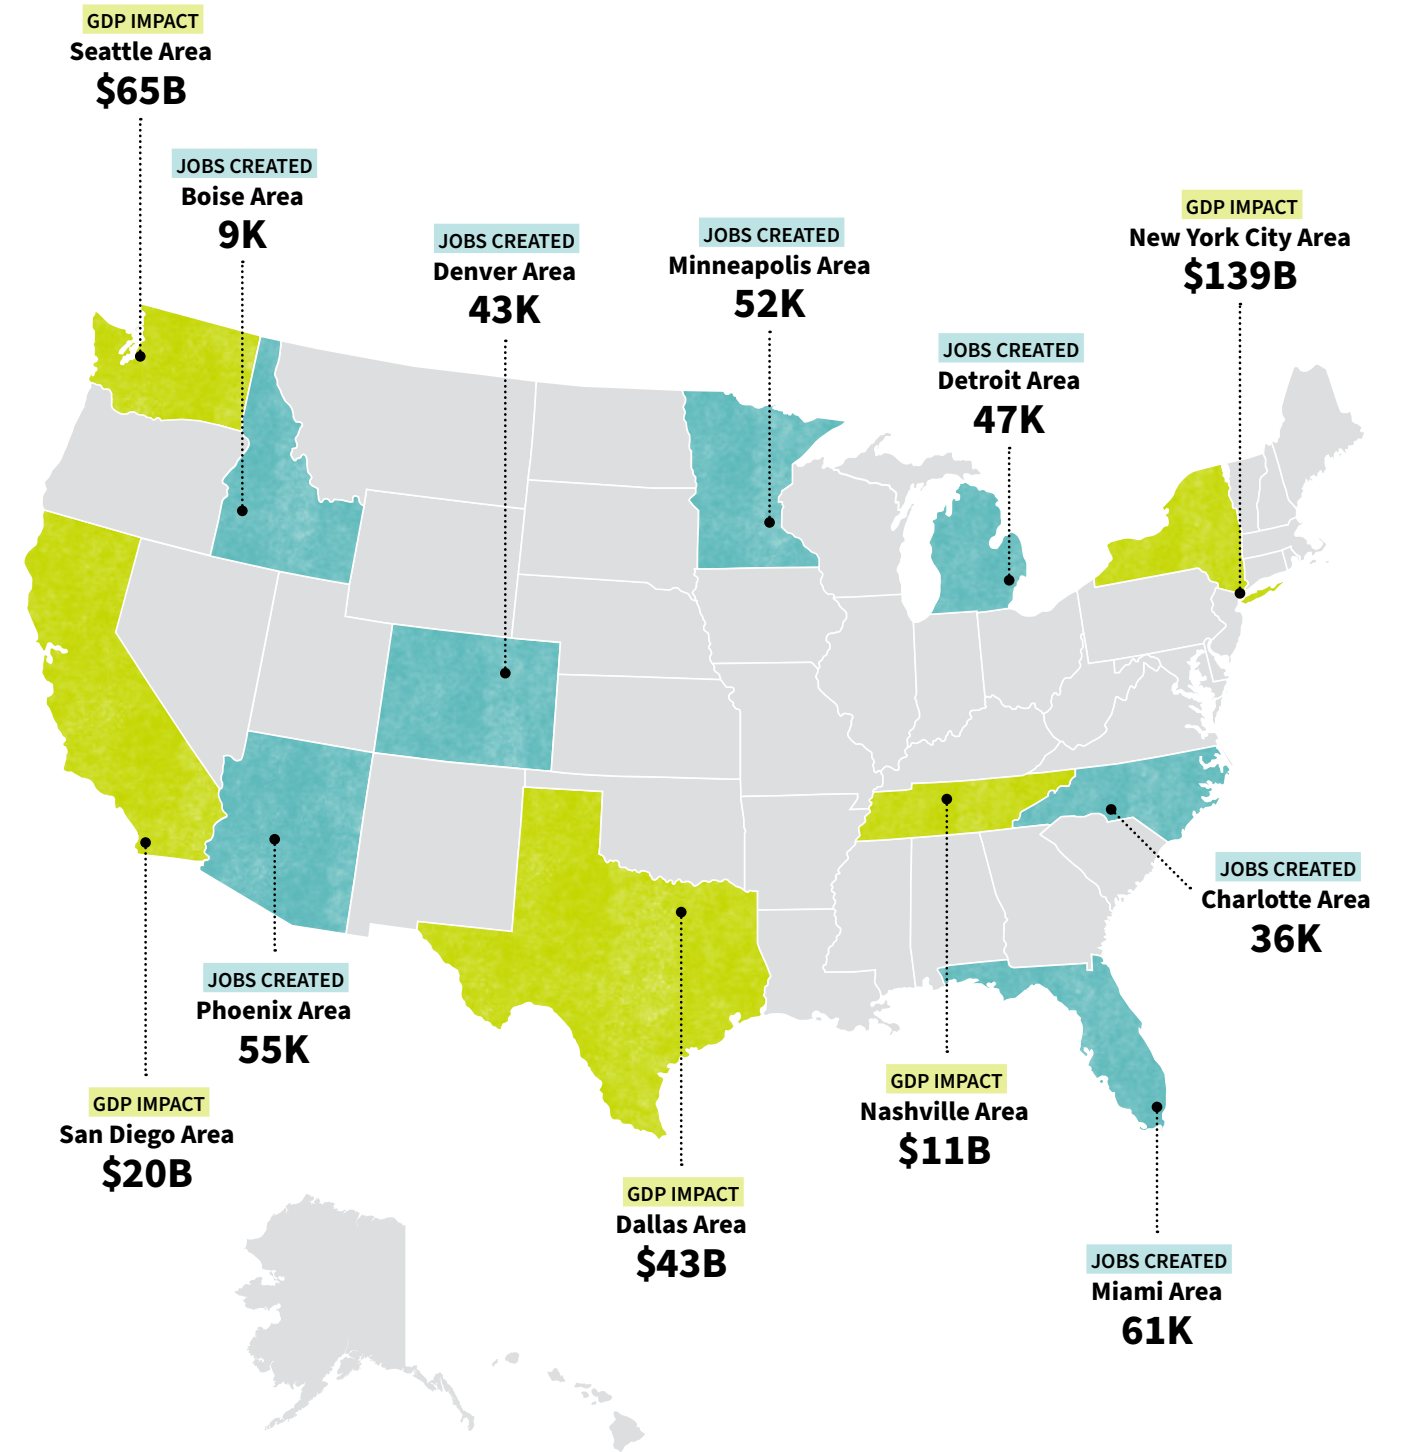 GDP IMPACT
Seattle Area
$65B
JOBS CREATED
Boise Area
9K
JOBS CREATED
Denver Area
43K
JOBS CREATED
Minneapolis Area
52K
GDP IMPACT
New York City Area
$139B
JOBS CREATED
Detroit Area
47K
JOBS CREATED
Charlotte Area
36K
JOBS CREATED
Phoenix Area
55K
GDP IMPACT
San Diego Area
$20B
GDP IMPACT
Nashville Area
$11B
GDP IMPACT
Dallas Area
$43B
JOBS CREATED
Miami Area
61K